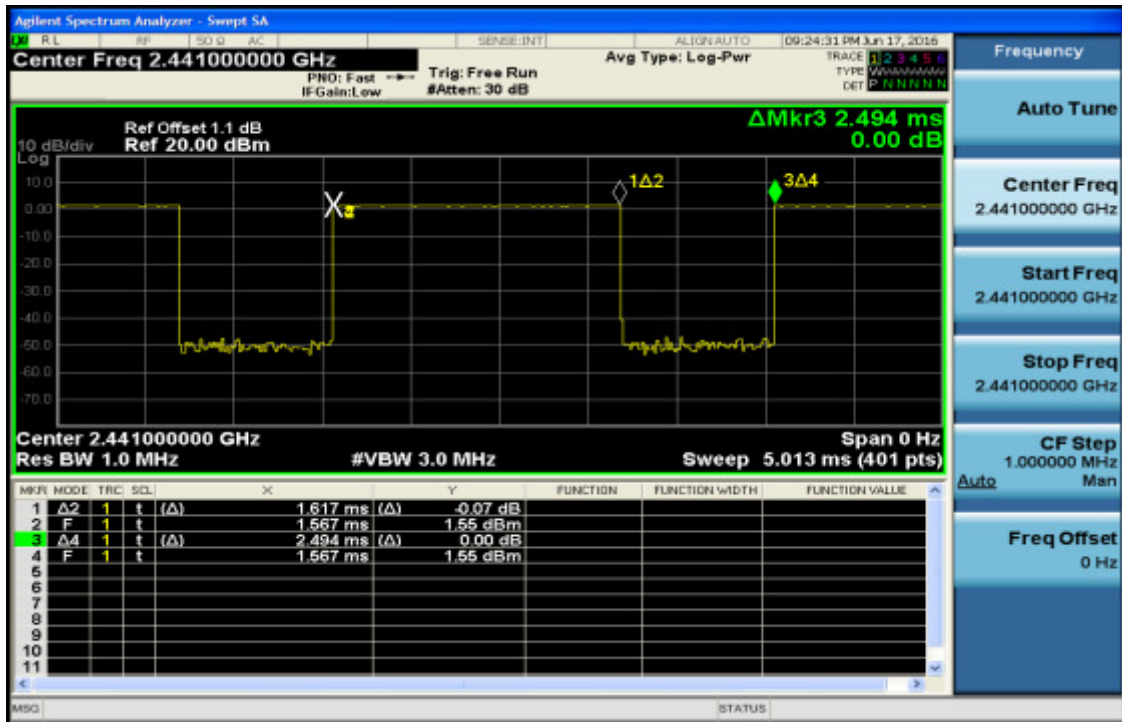 Agilent Spectrum Analyzer - Swept SA
RL RF 50 Ω AC SENSE:INT ALIGN AUTO 09:24:31 PM Jun 17, 2016
Center Freq 2.441000000 GHz
PNO: Fast
IFGain:Low
Trig: Free Run
#Atten: 30 dB
Avg Type: Log-Pwr
TRACE 1 2 3 4 5 6
TYPE
DET P N N N N N
Ref Offset 1.1 dB
10 dB/div Ref 20.00 dBm
Log
ΔMkr3 2.494 ms
0.00 dB
10.0
0.00
-10.0
-20.0
-30.0
-40.0
-50.0
-60.0
-70.0
1Δ2
3Δ4
Center 2.441000000 GHz Span 0 Hz
Res BW 1.0 MHz #VBW 3.0 MHz Sweep 5.013 ms (401 pts)
MKR MODE TRC SCL X Y FUNCTION FUNCTION WIDTH FUNCTION VALUE
1 Δ2 1 t (Δ) 1.617 ms (Δ) -0.07 dB
2 F 1 t 1.567 ms 1.55 dBm
3 Δ4 1 t (Δ) 2.494 ms (Δ) 0.00 dB
4 F 1 t 1.567 ms 1.55 dBm
5
6
7
8
9
10
11
MSG STATUS
Frequency
Auto Tune
Center Freq
2.441000000 GHz
Start Freq
2.441000000 GHz
Stop Freq
2.441000000 GHz
CF Step
1.000000 MHz
Auto Man
Freq Offset
0 Hz